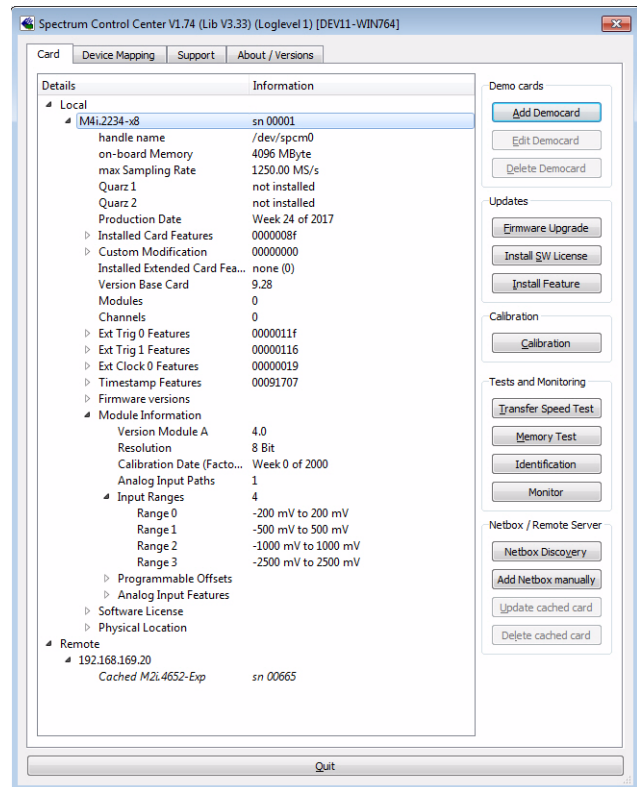 Spectrum Control Center V1.74 (Lib V3.33) (Loglevel 1) [DEV11-WIN764]
Card Device Mapping Support About / Versions
Details Information
Local
M4i.2234-x8 sn 00001
handle name /dev/spcm0
on-board Memory 4096 MByte
max Sampling Rate 1250.00 MS/s
Quarz 1 not installed
Quarz 2 not installed
Production Date Week 24 of 2017
Installed Card Features 0000008f
Custom Modification 00000000
Installed Extended Card Fea... none (0)
Version Base Card 9.28
Modules 0
Channels 0
Ext Trig 0 Features 0000011f
Ext Trig 1 Features 00000116
Ext Clock 0 Features 00000019
Timestamp Features 00091707
Firmware versions
Module Information
Version Module A 4.0
Resolution 8 Bit
Calibration Date (Facto... Week 0 of 2000
Analog Input Paths 1
Input Ranges 4
Range 0 -200 mV to 200 mV
Range 1 -500 mV to 500 mV
Range 2 -1000 mV to 1000 mV
Range 3 -2500 mV to 2500 mV
Programmable Offsets
Analog Input Features
Software License
Physical Location
Remote
192.168.169.20
Cached M2i.4652-Exp sn 00665
Demo cards
Add Democard
Edit Democard
Delete Democard
Updates
Firmware Upgrade
Install SW License
Install Feature
Calibration
Calibration
Tests and Monitoring
Transfer Speed Test
Memory Test
Identification
Monitor
Netbox / Remote Server
Netbox Discovery
Add Netbox manually
Update cached card
Delete cached card
Quit